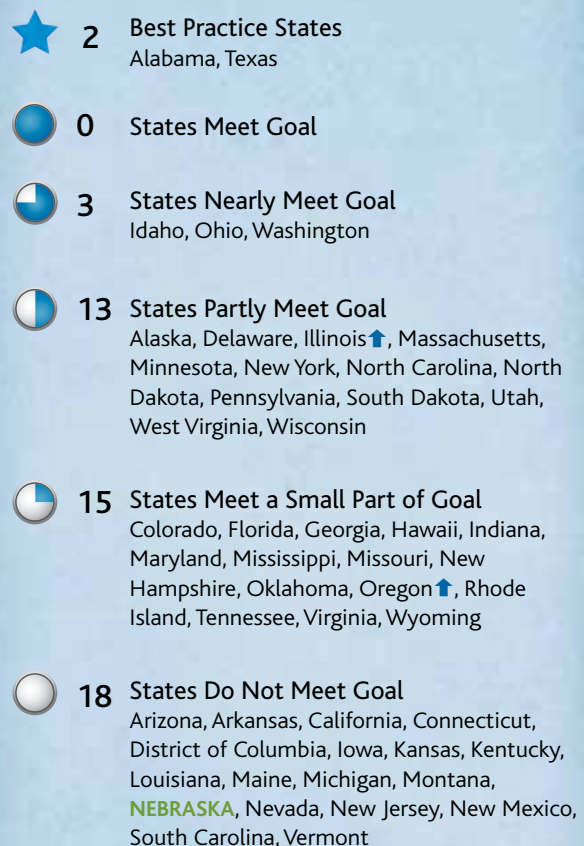 2 Best Practice States
Alabama, Texas
0 States Meet Goal
3 States Nearly Meet Goal
Idaho, Ohio, Washington
13 States Partly Meet Goal
Alaska, Delaware, Illinois⬆, Massachusetts,
Minnesota, New York, North Carolina, North
Dakota, Pennsylvania, South Dakota, Utah,
West Virginia, Wisconsin
15 States Meet a Small Part of Goal
Colorado, Florida, Georgia, Hawaii, Indiana,
Maryland, Mississippi, Missouri, New
Hampshire, Oklahoma, Oregon⬆, Rhode
Island, Tennessee, Virginia, Wyoming
18 States Do Not Meet Goal
Arizona, Arkansas, California, Connecticut,
District of Columbia, Iowa, Kansas, Kentucky,
Louisiana, Maine, Michigan, Montana,
NEBRASKA, Nevada, New Jersey, New Mexico,
South Carolina, Vermont